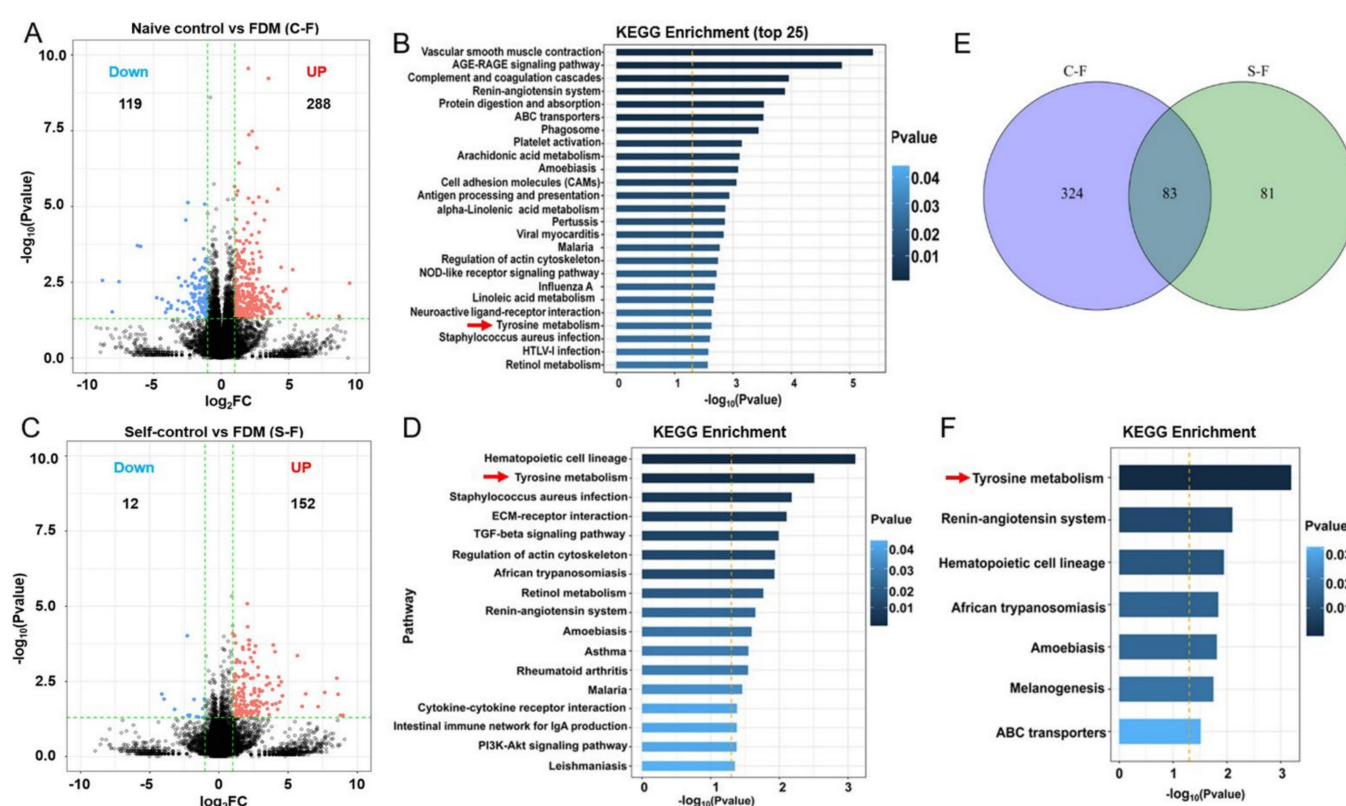 A
Naive control vs FDM (C-F)
Down
UP
119
288
-log10(Pvalue)
10.0
7.5
5.0
2.5
0.0
-10
-5
0
5
10
log2FC
B
KEGG Enrichment (top 25)
Vascular smooth muscle contraction
AGE-RAGE signaling pathway
Complement and coagulation cascades
Renin-angiotensin system
Protein digestion and absorption
ABC transporters
Phagosome
Platelet activation
Arachidonic acid metabolism
Amoebiasis
Cell adhesion molecules (CAMs)
Antigen processing and presentation
alpha-Linolenic acid metabolism
Pertussis
Viral myocarditis
Malaria
Regulation of actin cytoskeleton
NOD-like receptor signaling pathway
Influenza A
Linoleic acid metabolism
Neuroactive ligand-receptor interaction
Tyrosine metabolism
Staphylococcus aureus infection
HTLV-I infection
Retinol metabolism
0
1
2
3
4
5
-log10(Pvalue)
Pvalue
0.04
0.03
0.02
0.01
E
C-F
S-F
324
83
81
C
Self-control vs FDM (S-F)
Down
UP
12
152
-log10(Pvalue)
10.0
7.5
5.0
2.5
0.0
-10
-5
0
5
10
log2FC
D
KEGG Enrichment
Pathway
Hematopoietic cell lineage
Tyrosine metabolism
Staphylococcus aureus infection
ECM-receptor interaction
TGF-beta signaling pathway
Regulation of actin cytoskeleton
African trypanosomiasis
Retinol metabolism
Renin-angiotensin system
Amoebiasis
Asthma
Rheumatoid arthritis
Malaria
Cytokine-cytokine receptor interaction
Intestinal immune network for IgA production
PI3K-Akt signaling pathway
Leishmaniasis
0
1
2
3
-log10(Pvalue)
Pvalue
0.04
0.03
0.02
0.01
F
KEGG Enrichment
Tyrosine metabolism
Renin-angiotensin system
Hematopoietic cell lineage
African trypanosomiasis
Amoebiasis
Melanogenesis
ABC transporters
0
1
2
3
-log10(Pvalue)
Pvalue
0.03
0.02
0.01